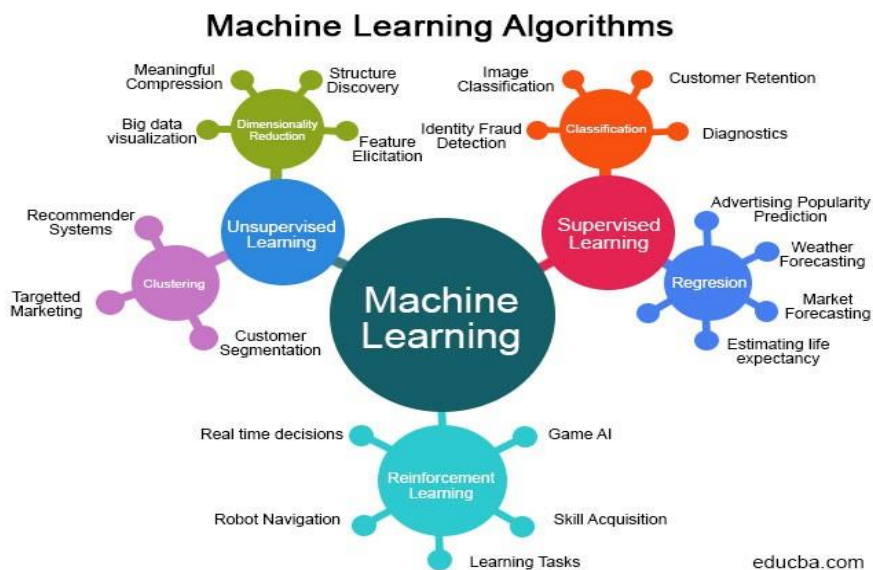 Machine Learning Algorithms
Meaningful
Compression
Structure
Discovery
Big data
visualization
Dimensionality
Reduction
Feature
Elicitation
Image
Classification
Customer Retention
Identity Fraud
Detection
Classification
Diagnostics
Recommender
Systems
Unsupervised
Learning
Clustering
Targetted
Marketing
Customer
Segmentation
Machine
Learning
Supervised
Learning
Advertising Popularity
Prediction
Weather
Forecasting
Regresion
Market
Forecasting
Estimating life
expectancy
Real time decisions
Game AI
Reinforcement
Learning
Robot Navigation
Skill Acquisition
Learning Tasks
educba.com